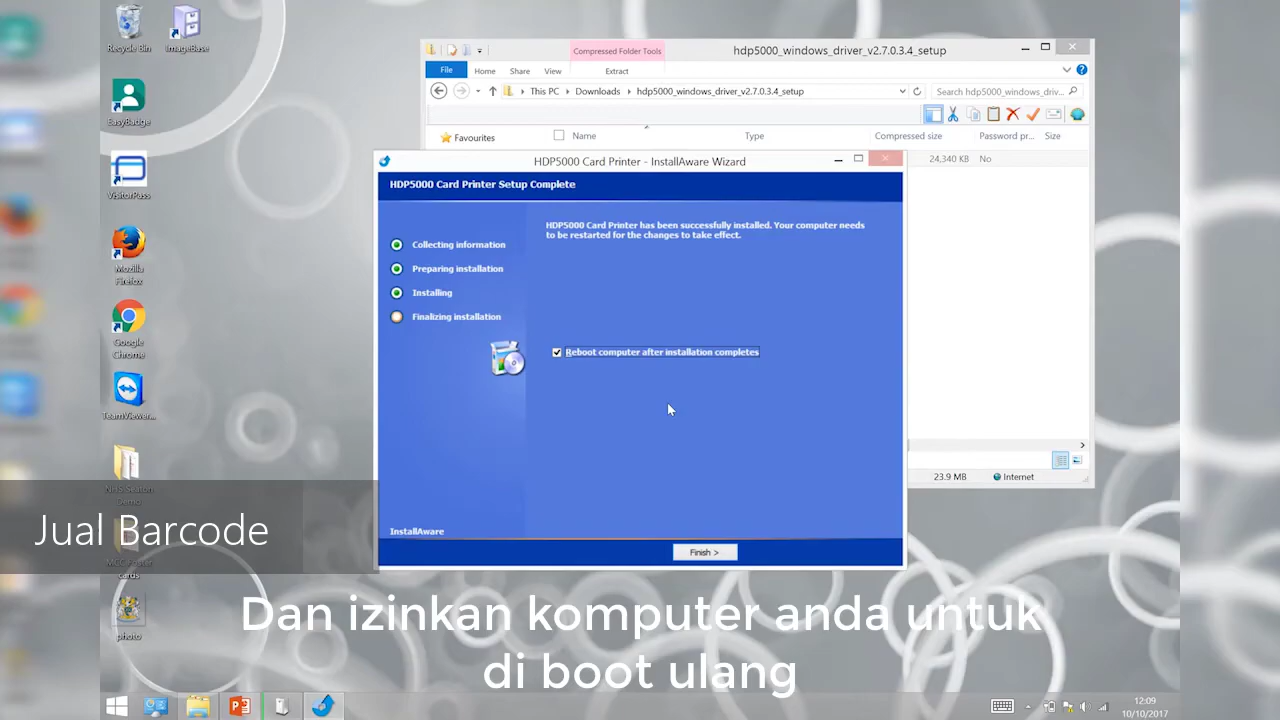 Recycle Bin
ImageBase
EasyBadge
VisitorPass
Mozilla
Firefox
Google
Chrome
TeamViewer...
cards
photo
Compressed Folder Tools
hdp5000_windows_driver_v2.7.0.3.4_setup
File
Home
Share
View
Extract
This PC
Downloads
hdp5000_windows_driver_v2.7.0.3.4_setup
Search hdp5000_windows_driv...
Favourites
Name
Type
Compressed size
Password pr...
Size
24,340 KB
No
23.9 MB
Internet
HDP5000 Card Printer - InstallAware Wizard
HDP5000 Card Printer Setup Complete
Collecting information
Preparing installation
Installing
Finalizing installation
HDP5000 Card Printer has been successfully installed. Your computer needs
to be restarted for the changes to take effect.
Reboot computer after installation completes
InstallAware
Finish >
Jual Barcode
Dan izinkan komputer anda untuk
di boot ulang
12:09
10/10/2017